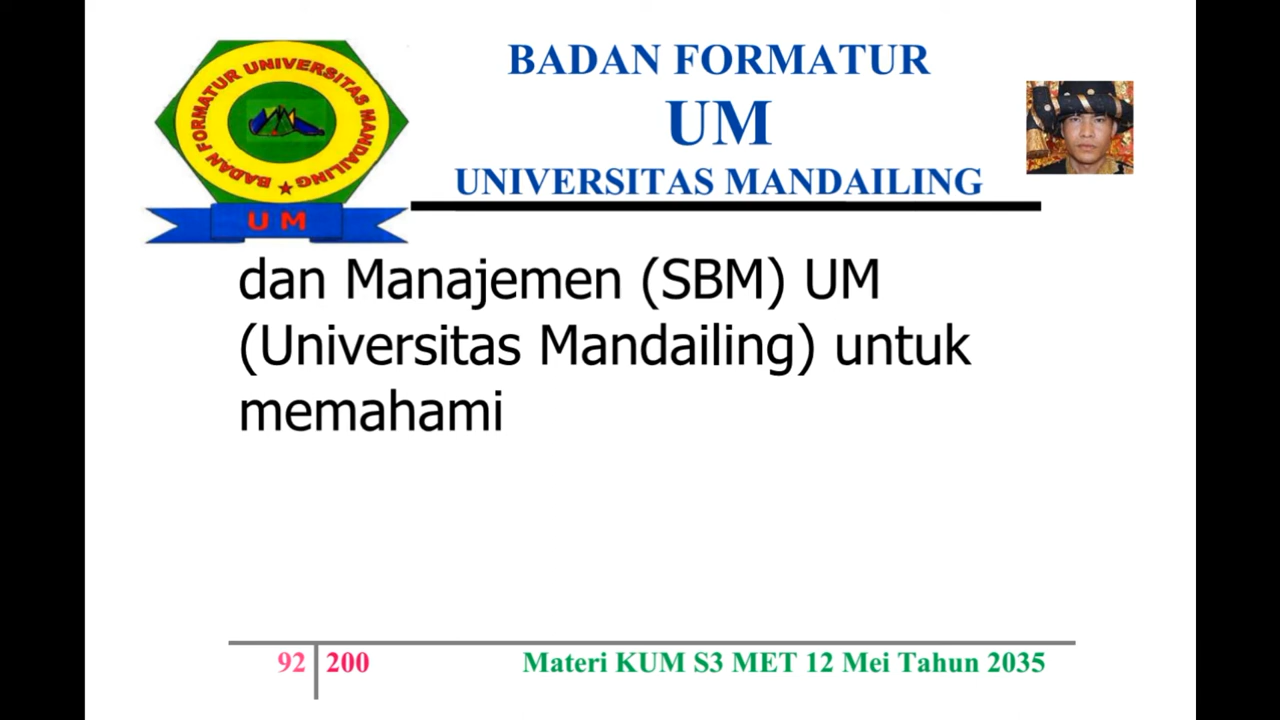 BADAN FORMATUR UNIVERSITAS MANDAILING
UM
BADAN FORMATUR
UM
UNIVERSITAS MANDAILING
dan Manajemen (SBM) UM
(Universitas Mandailing) untuk
memahami
92 200 Materi KUM S3 MET 12 Mei Tahun 2035